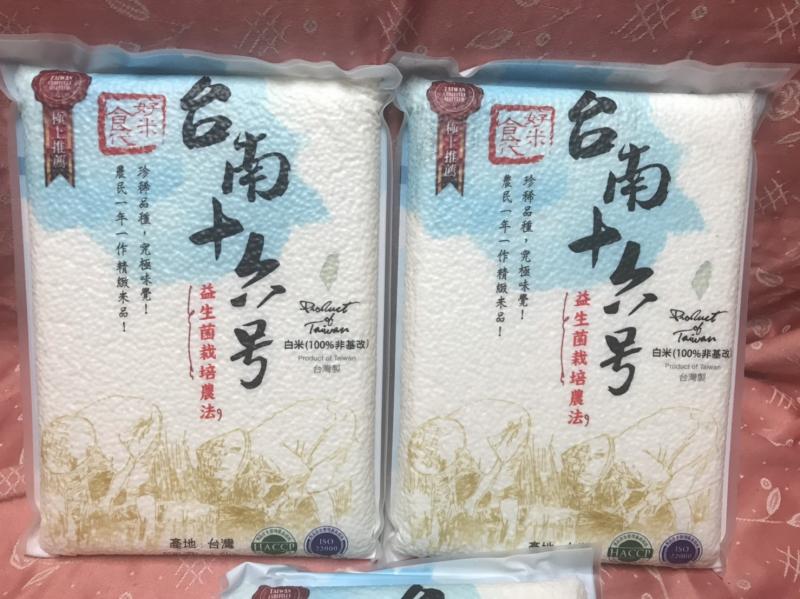 TAIWAN
極上推薦
好米
食代
台南十六号
珍稀品種，究極味覺！
農民一年一作精緻米品！
益生菌栽培農法
Product
of
Taiwan
白米(100%非基改)
Product of Taiwan
台灣製
產地：台灣
HACCP
ISO
22000
極上推薦
好米
食代
台南十六号
珍稀品種，究極味覺！
農民一年一作精緻米品！
益生菌栽培農法
Product
of
Taiwan
白米(100%非基改)
Product of Taiwan
台灣製
產地：台
HACCP
ISO
22000
TAIWAN